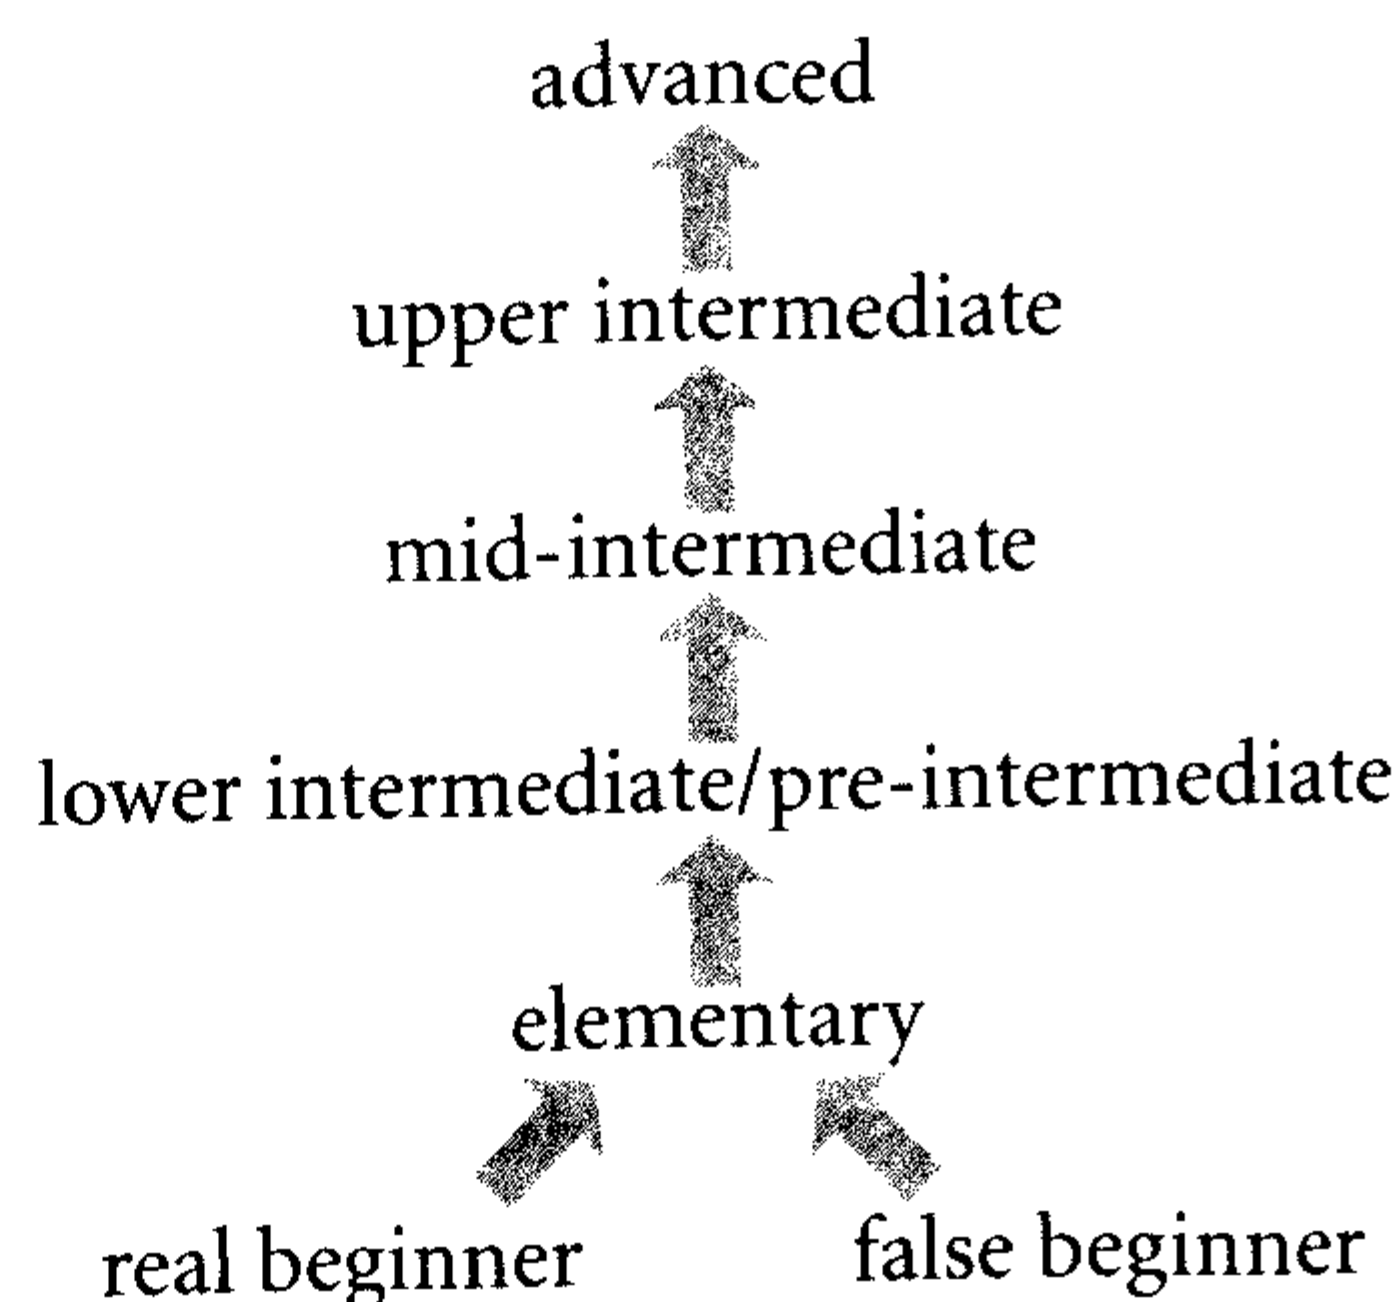 advanced
upper intermediate
mid-intermediate
lower intermediate/pre-intermediate
elementary
real beginner
false beginner